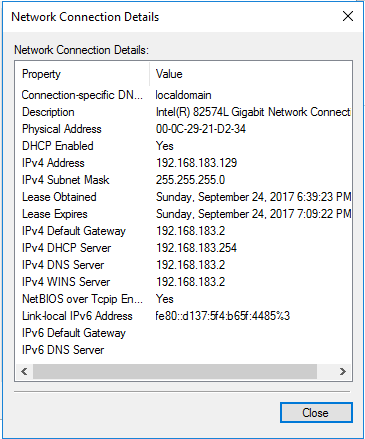 Network Connection Details
Network Connection Details:
Property Value
Connection-specific DN... localdomain
Description Intel(R) 82574L Gigabit Network Connecti
Physical Address 00-0C-29-21-D2-34
DHCP Enabled Yes
IPv4 Address 192.168.183.129
IPv4 Subnet Mask 255.255.255.0
Lease Obtained Sunday, September 24, 2017 6:39:23 PM
Lease Expires Sunday, September 24, 2017 7:09:22 PM
IPv4 Default Gateway 192.168.183.2
IPv4 DHCP Server 192.168.183.254
IPv4 DNS Server 192.168.183.2
IPv4 WINS Server 192.168.183.2
NetBIOS over Tcpip En... Yes
Link-local IPv6 Address fe80::d137:5f4:b65f:4485%3
IPv6 Default Gateway
IPv6 DNS Server
Close